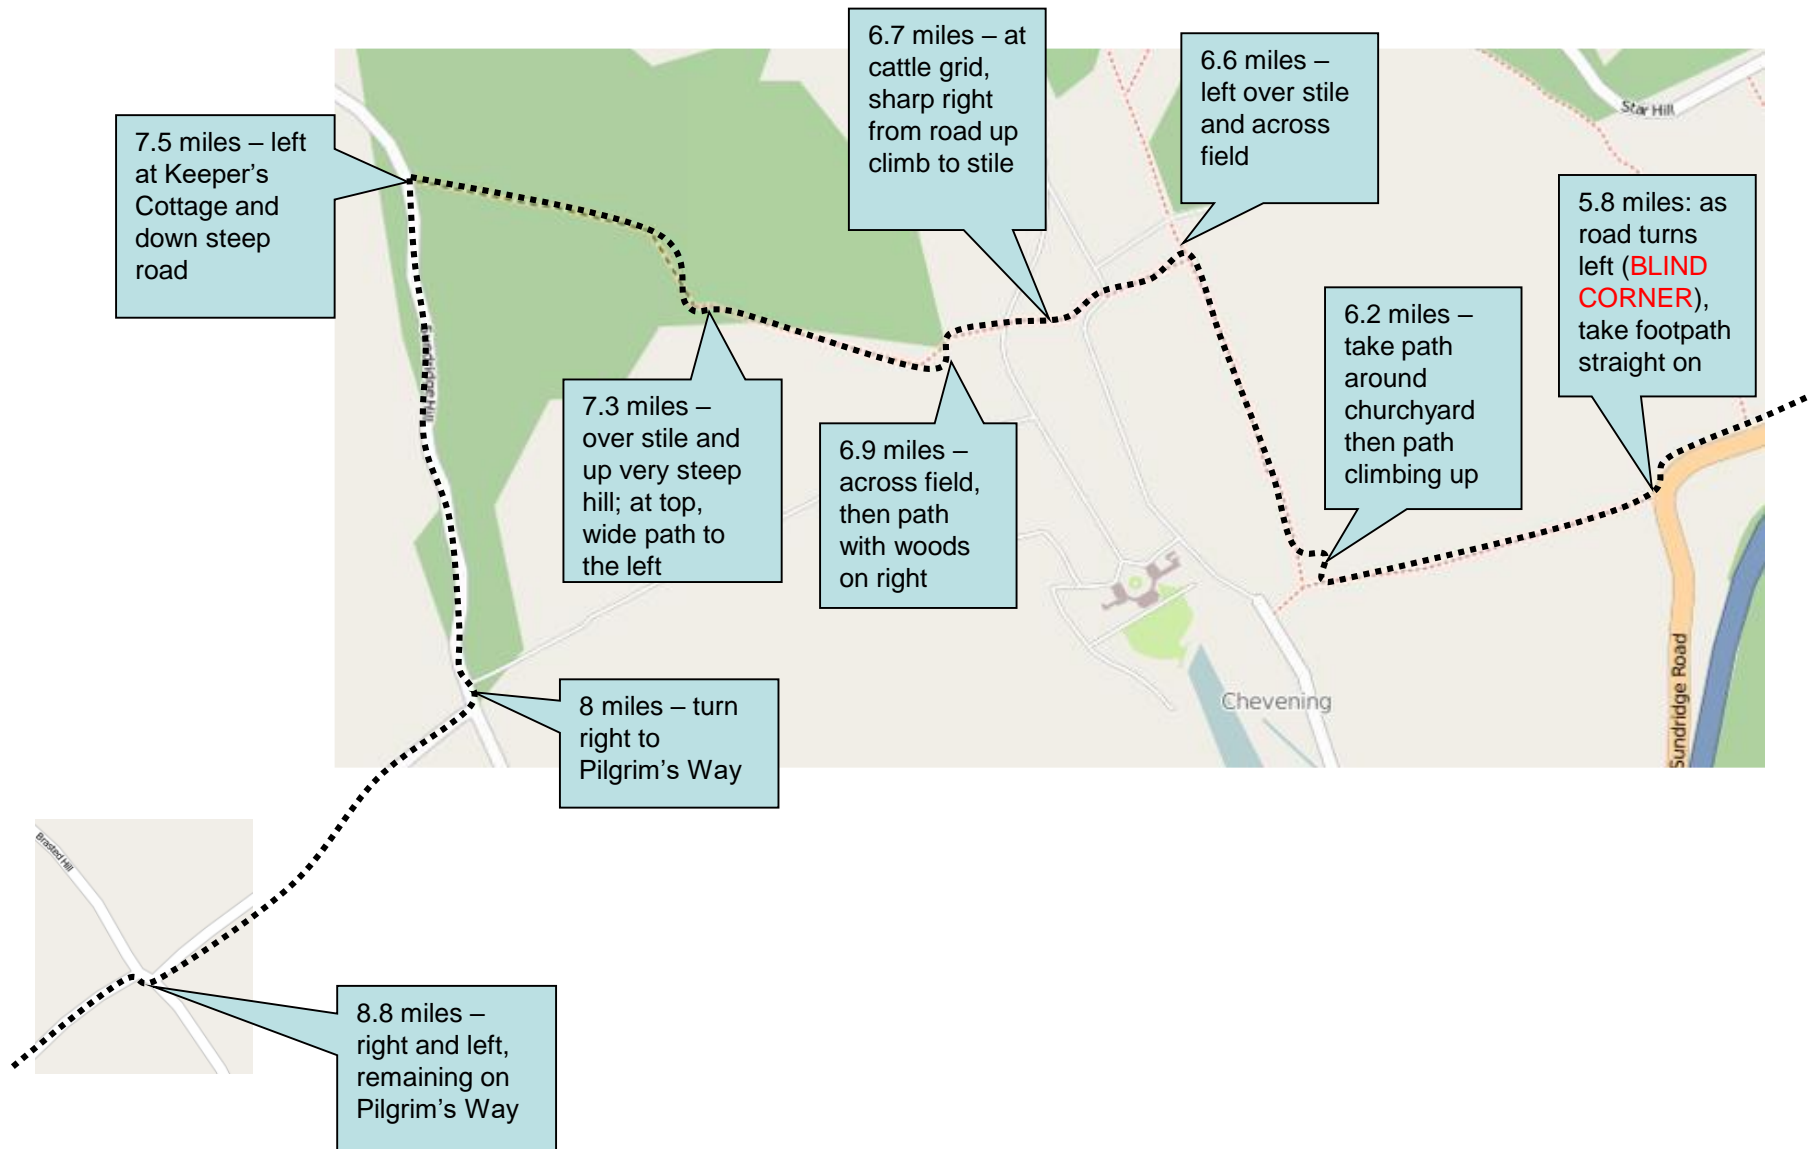 6.7 miles – at
cattle grid,
sharp right
from road up
climb to stile
6.6 miles –
left over stile
and across
field
Star Hill
7.5 miles – left
at Keeper's
Cottage and
down steep
road
5.8 miles: as
road turns
left (BLIND
CORNER),
take footpath
straight on
6.2 miles –
take path
around
churchyard
then path
climbing up
7.3 miles –
over stile and
up very steep
hill; at top,
wide path to
the left
6.9 miles –
across field,
then path
with woods
on right
Sundridge Hill
Sundridge Road
Chevening
8 miles – turn
right to
Pilgrim's Way
Brasted Hill
8.8 miles –
right and left,
remaining on
Pilgrim's Way